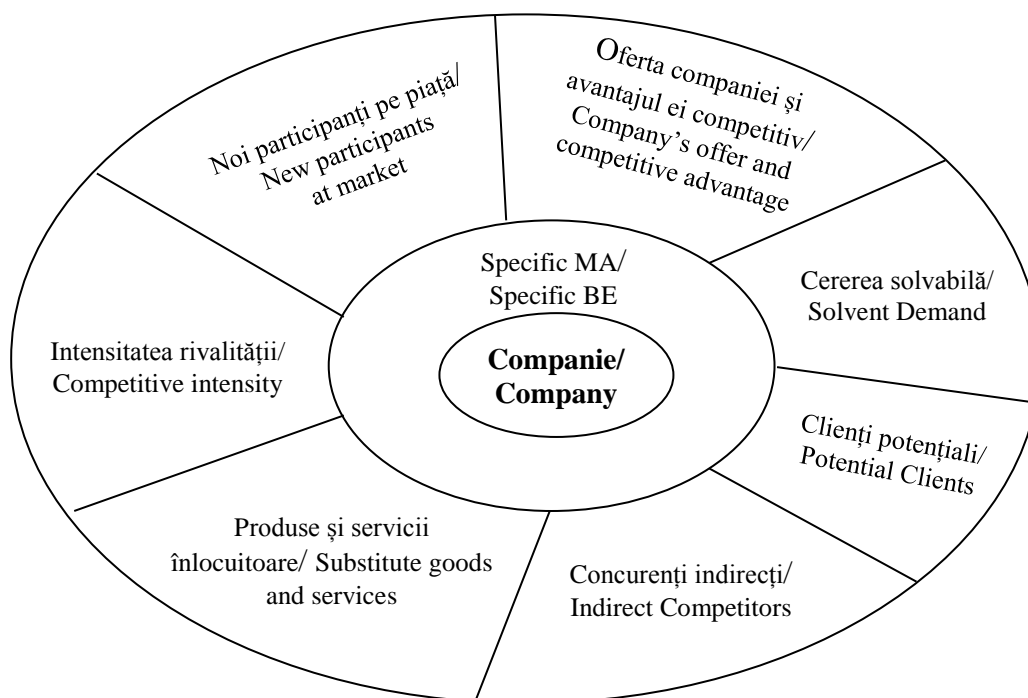 Noi participanți pe piață/
New participants
at market
Oferta companiei și
avantajul ei competitiv/
Company’s offer and
competitive advantage
Specific MA/
Specific BE
Cererea solvabilă/
Solvent Demand
Intensitatea rivalității/
Competitive intensity
Companie/
Company
Clienți potențiali/
Potential Clients
Produse și servicii
înlocuitoare/ Substitute goods
and services
Concurenți indirecți/
Indirect Competitors